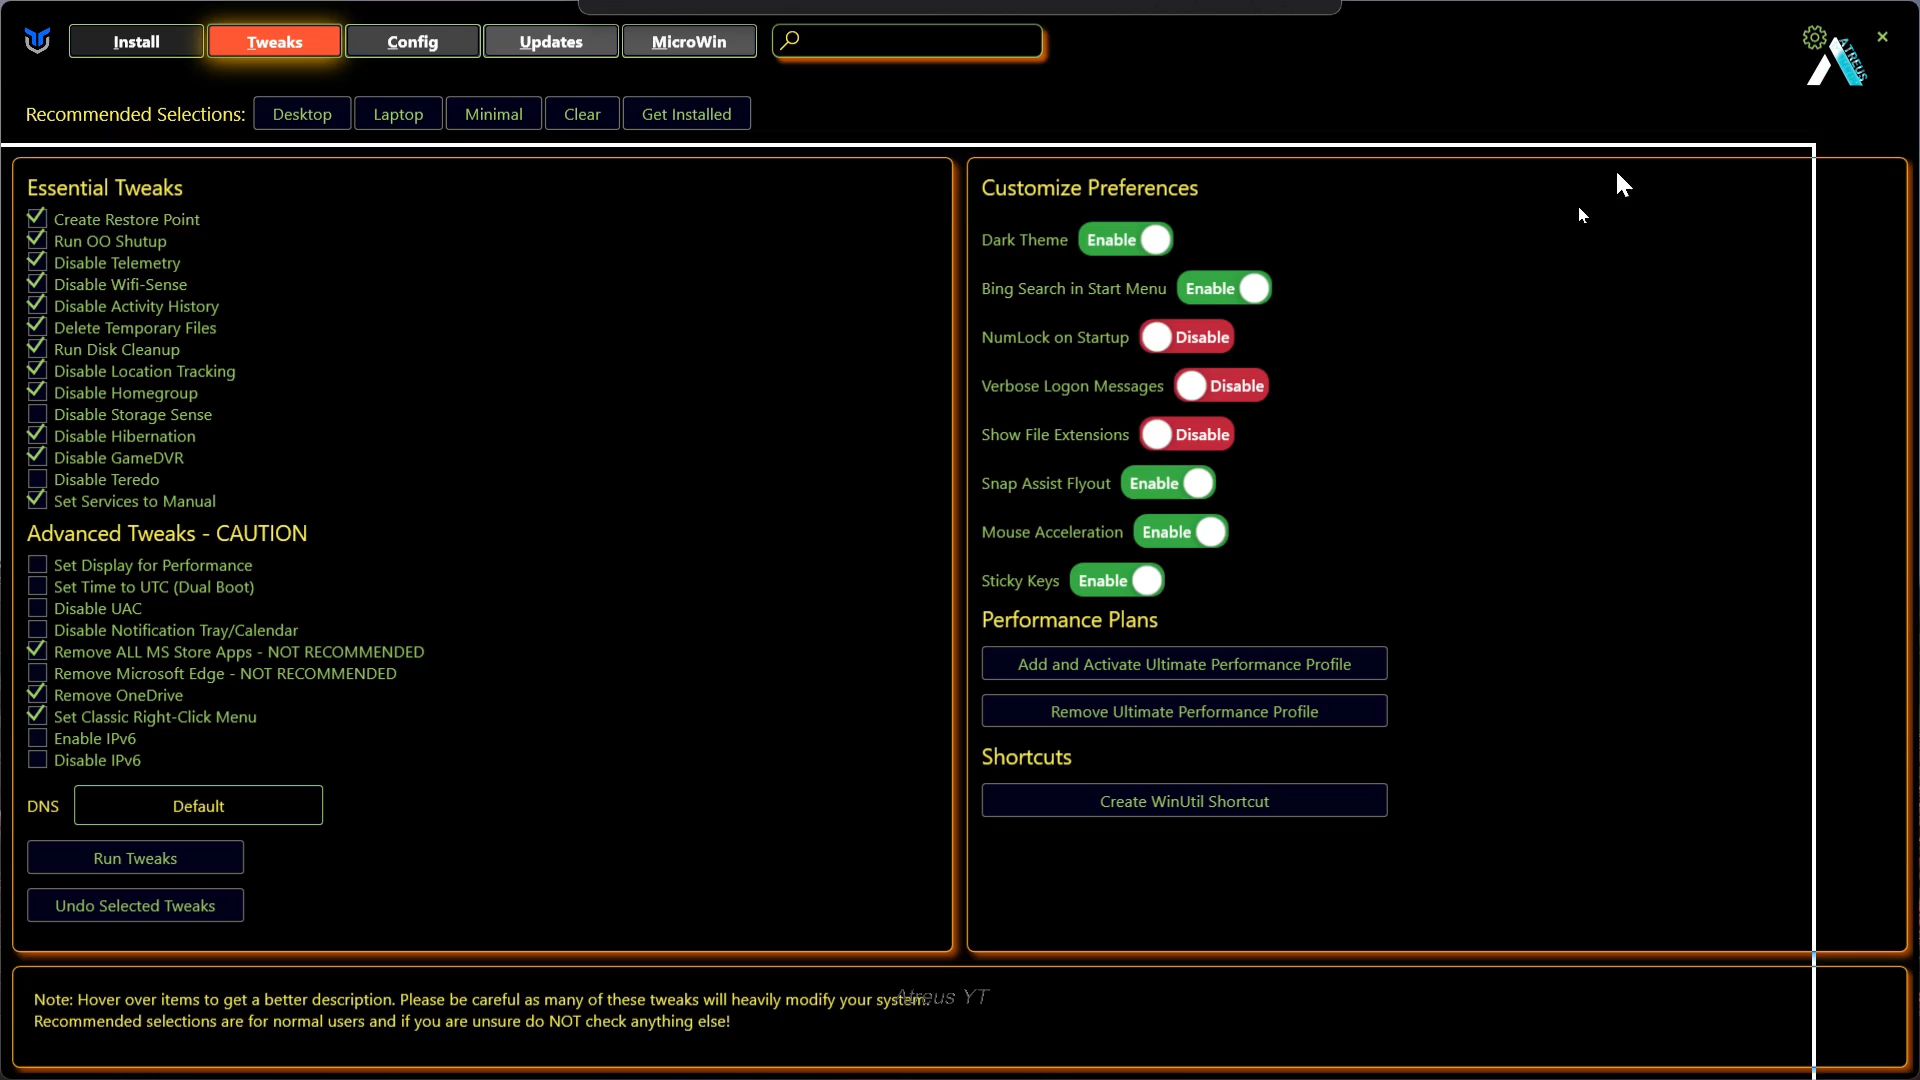 Install
Tweaks
Config
Updates
MicroWin
ATREUS
Recommended Selections:
Desktop
Laptop
Minimal
Clear
Get Installed
Essential Tweaks
Create Restore Point
Run OO Shutup
Disable Telemetry
Disable Wifi-Sense
Disable Activity History
Delete Temporary Files
Run Disk Cleanup
Disable Location Tracking
Disable Homegroup
Disable Storage Sense
Disable Hibernation
Disable GameDVR
Disable Teredo
Set Services to Manual
Advanced Tweaks - CAUTION
Set Display for Performance
Set Time to UTC (Dual Boot)
Disable UAC
Disable Notification Tray/Calendar
Remove ALL MS Store Apps - NOT RECOMMENDED
Remove Microsoft Edge - NOT RECOMMENDED
Remove OneDrive
Set Classic Right-Click Menu
Enable IPv6
Disable IPv6
DNS Default
Run Tweaks
Undo Selected Tweaks
Customize Preferences
Dark Theme Enable
Bing Search in Start Menu Enable
NumLock on Startup Disable
Verbose Logon Messages Disable
Show File Extensions Disable
Snap Assist Flyout Enable
Mouse Acceleration Enable
Sticky Keys Enable
Performance Plans
Add and Activate Ultimate Performance Profile
Remove Ultimate Performance Profile
Shortcuts
Create WinUtil Shortcut
Note: Hover over items to get a better description. Please be careful as many of these tweaks will heavily modify your system.
Recommended selections are for normal users and if you are unsure do NOT check anything else!
Atreus YT